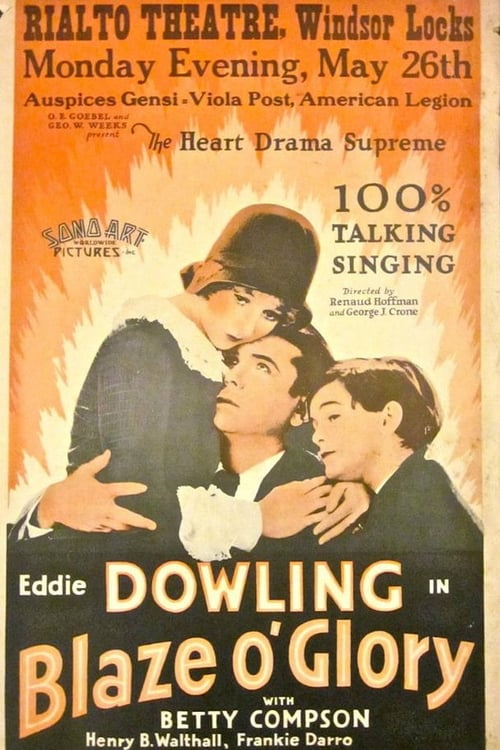 RIALTO THEATRE, Windsor Locks
Monday Evening, May 26th
Auspices Gensi-Viola Post, American Legion
O. E. GOEBEL and
GEO. W. WEEKS
present
The Heart Drama Supreme
100%
TALKING
SINGING
SONO ART
WORLDWIDE
PICTURES INC
Directed by
Renaud Hoffman
and George J. Crone
Eddie DOWLING IN
Blaze o' Glory
WITH
BETTY COMPSON
Henry B. Walthall, Frankie Darro